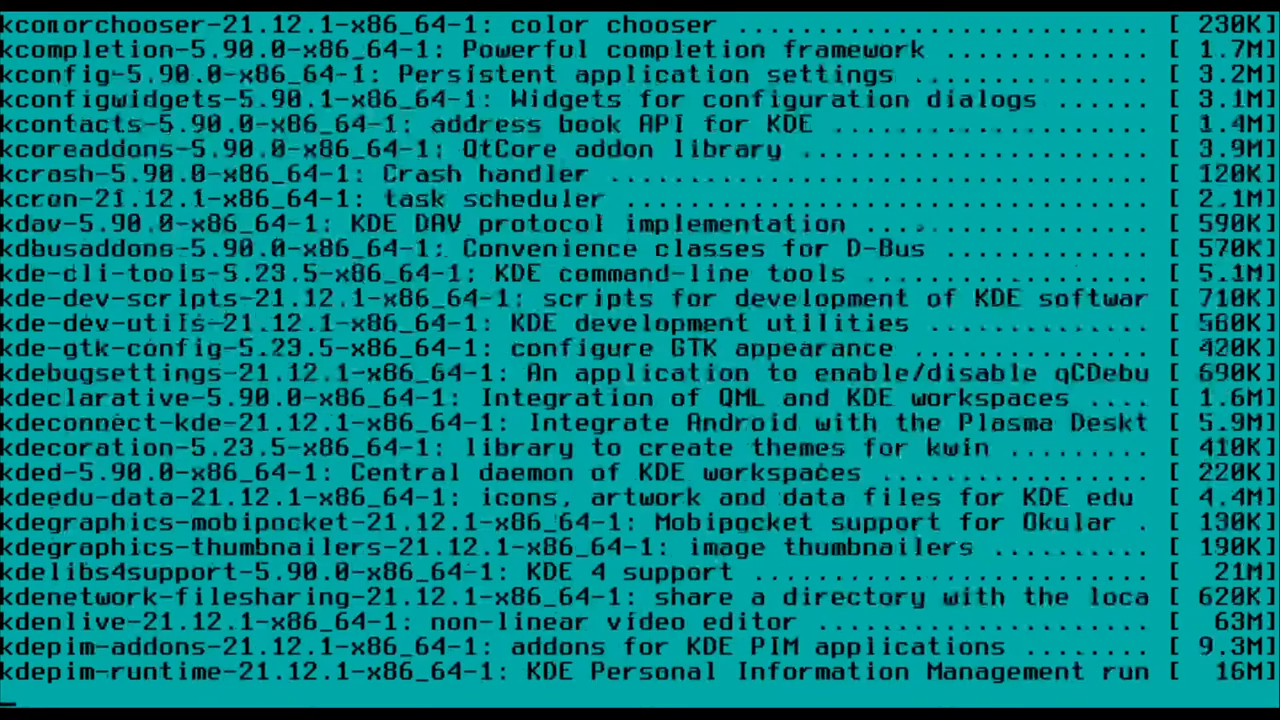 kcmorchooser-21.12.1-x86_64-1: color chooser .......................... [ 230K]
kcompletion-5.90.0-x86_64-1: Powerful completion framework ............. [ 1.7M]
kconfig-5.90.0-x86_64-1: Persistent application settings ............... [ 3.2M]
kconfigwidgets-5.90.1-x86_64-1: Widgets for configuration dialogs ...... [ 3.1M]
kcontacts-5.90.0-x86_64-1: address book API for KDE .................... [ 1.4M]
kcoreaddons-5.90.0-x86_64-1: QtCore addon library ...................... [ 3.9M]
kcrash-5.90.0-x86_64-1: Crash handler .................................. [ 120K]
kcron-21.12.1-x86_64-1: task scheduler ................................. [ 2.1M]
kdav-5.90.0-x86_64-1: KDE DAV protocol implementation .................. [ 590K]
kdbusaddons-5.90.0-x86_64-1: Convenience classes for D-Bus ............. [ 570K]
kde-cli-tools-5.23.5-x86_64-1: KDE command-line tools .................. [ 5.1M]
kde-dev-scripts-21.12.1-x86_64-1: scripts for development of KDE softwar [ 710K]
kde-dev-utils-21.12.1-x86_64-1: KDE development utilities .............. [ 560K]
kde-gtk-config-5.23.5-x86_64-1: configure GTK appearance ............... [ 420K]
kdebugsettings-21.12.1-x86_64-1: An application to enable/disable qCDebu [ 690K]
kdeclarative-5.90.0-x86_64-1: Integration of QML and KDE workspaces .... [ 1.6M]
kdeconnect-kde-21.12.1-x86_64-1: Integrate Android with the Plasma Deskt [ 5.9M]
kdecoration-5.23.5-x86_64-1: library to create themes for kwin ......... [ 410K]
kded-5.90.0-x86_64-1: Central daemon of KDE workspaces ................. [ 220K]
kdeedu-data-21.12.1-x86_64-1: icons, artwork and data files for KDE edu  [ 4.4M]
kdegraphics-mobipocket-21.12.1-x86_64-1: Mobipocket support for Okular . [ 130K]
kdegraphics-thumbnailers-21.12.1-x86_64-1: image thumbnailers .......... [ 190K]
kdelibs4support-5.90.0-x86_64-1: KDE 4 support ......................... [  21M]
kdenetwork-filesharing-21.12.1-x86_64-1: share a directory with the loca [ 620K]
kdenlive-21.12.1-x86_64-1: non-linear video editor ..................... [  63M]
kdepim-addons-21.12.1-x86_64-1: addons for KDE PIM applications ........ [ 9.3M]
kdepim-runtime-21.12.1-x86_64-1: KDE Personal Information Management run [  16M]